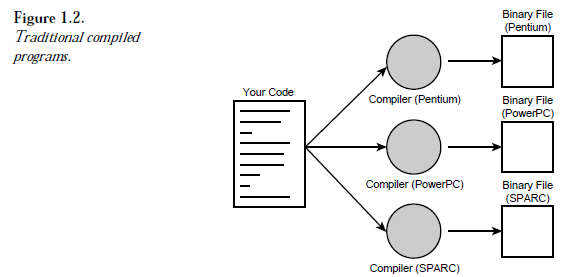 Figure 1.2.
Traditional compiled
programs.
Your Code
Compiler (Pentium)
Binary File
(Pentium)
Compiler (PowerPC)
Binary File
(PowerPC)
Compiler (SPARC)
Binary File
(SPARC)